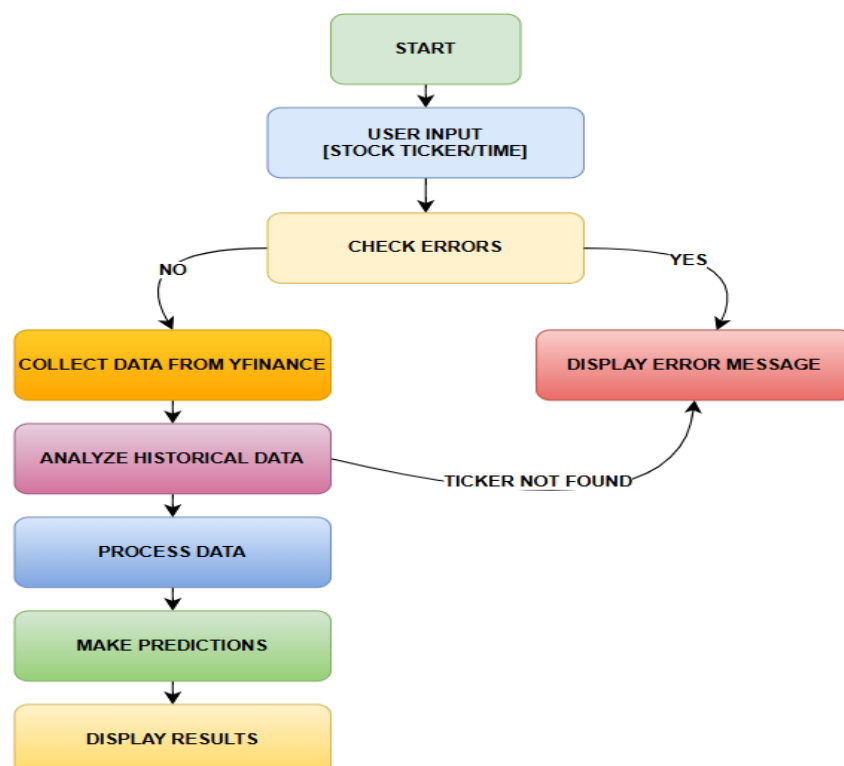 START
USER INPUT
[STOCK TICKER/TIME]
CHECK ERRORS
NO
YES
COLLECT DATA FROM YFINANCE
DISPLAY ERROR MESSAGE
ANALYZE HISTORICAL DATA
TICKER NOT FOUND
PROCESS DATA
MAKE PREDICTIONS
DISPLAY RESULTS